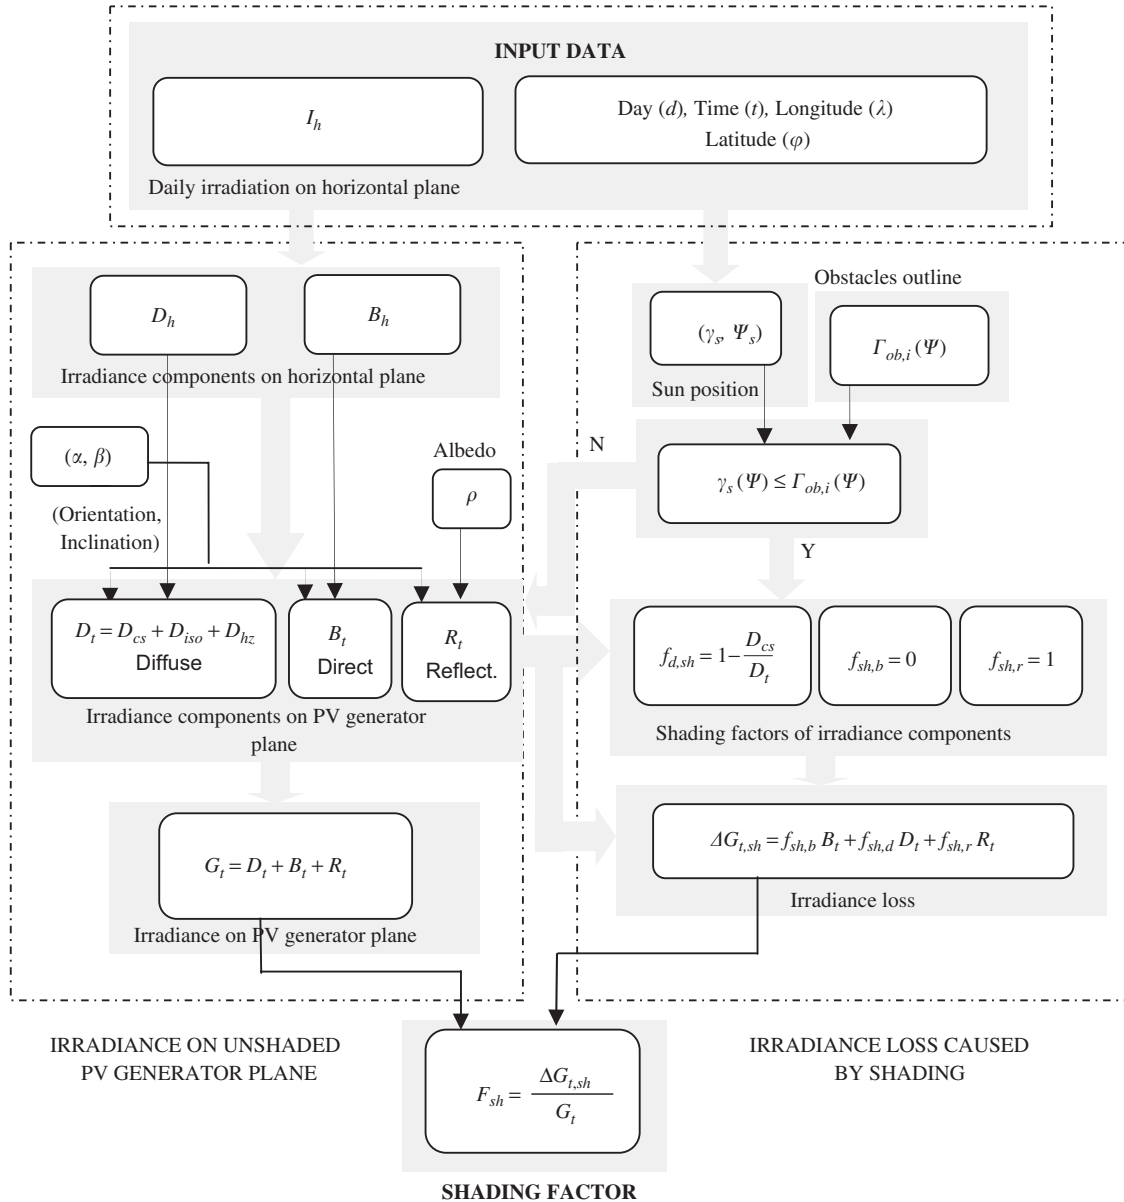 INPUT DATA
I_h
Day (d), Time (t), Longitude (λ)
Latitude (φ)
Daily irradiation on horizontal plane
D_h
B_h
Irradiance components on horizontal plane
(α, β)
(Orientation,
Inclination)
Albedo
ρ
D_t = D_cs + D_iso + D_hz
Diffuse
B_t
Direct
R_t
Reflect.
Irradiance components on PV generator
plane
G_t = D_t + B_t + R_t
Irradiance on PV generator plane
IRRADIANCE ON UNSHADED
PV GENERATOR PLANE
Obstacles outline
(γ_s, Ψ_s)
Γ_ob,i (Ψ)
Sun position
N
γ_s (Ψ) ≤ Γ_ob,i (Ψ)
Y
f_d,sh = 1− D_cs / D_t
f_sh,b = 0
f_sh,r = 1
Shading factors of irradiance components
ΔG_t,sh = f_sh,b B_t + f_sh,d D_t + f_sh,r R_t
Irradiance loss
IRRADIANCE LOSS CAUSED
BY SHADING
F_sh = ΔG_t,sh / G_t
SHADING FACTOR